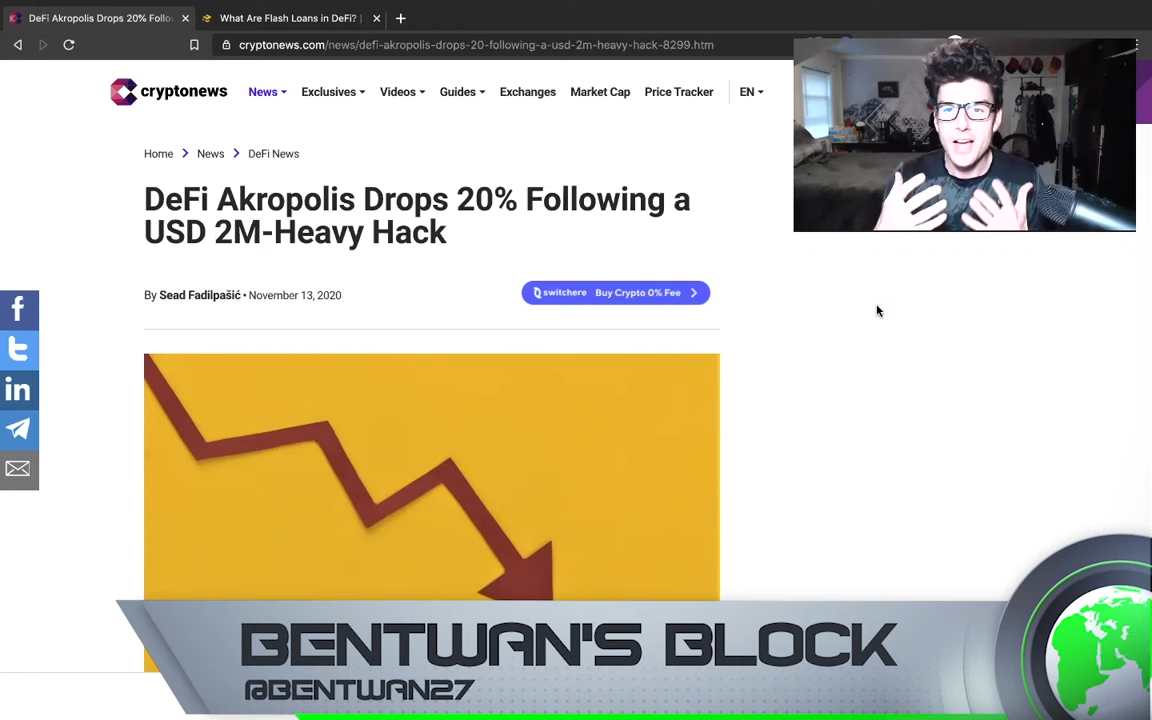 DeFi Akropolis Drops 20% Follow
What Are Flash Loans in DeFi? |
cryptonews.com/news/defi-akropolis-drops-20-following-a-usd-2m-heavy-hack-8299.htm
cryptonews
News Exclusives Videos Guides Exchanges Market Cap Price Tracker EN
Home News DeFi News
DeFi Akropolis Drops 20% Following a
USD 2M-Heavy Hack
By Sead Fadilpašić • November 13, 2020
switchere Buy Crypto 0% Fee
BENTWAN'S BLOCK
@BENTWAN27